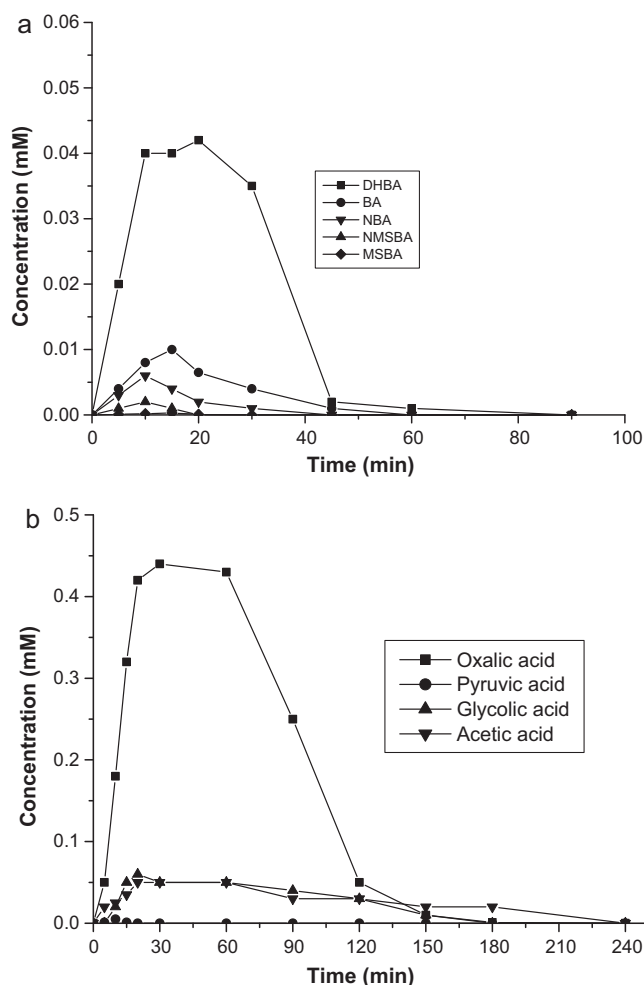 a
0.06
0.05
0.04
0.03
0.02
0.01
0.00
Concentration (mM)
DHBA
BA
NBA
NMSBA
MSBA
0 20 40 60 80 100
Time (min)
b
0.5
0.4
0.3
0.2
0.1
0.0
Concentration (mM)
Oxalic acid
Pyruvic acid
Glycolic acid
Acetic acid
0 30 60 90 120 150 180 210 240
Time (min)